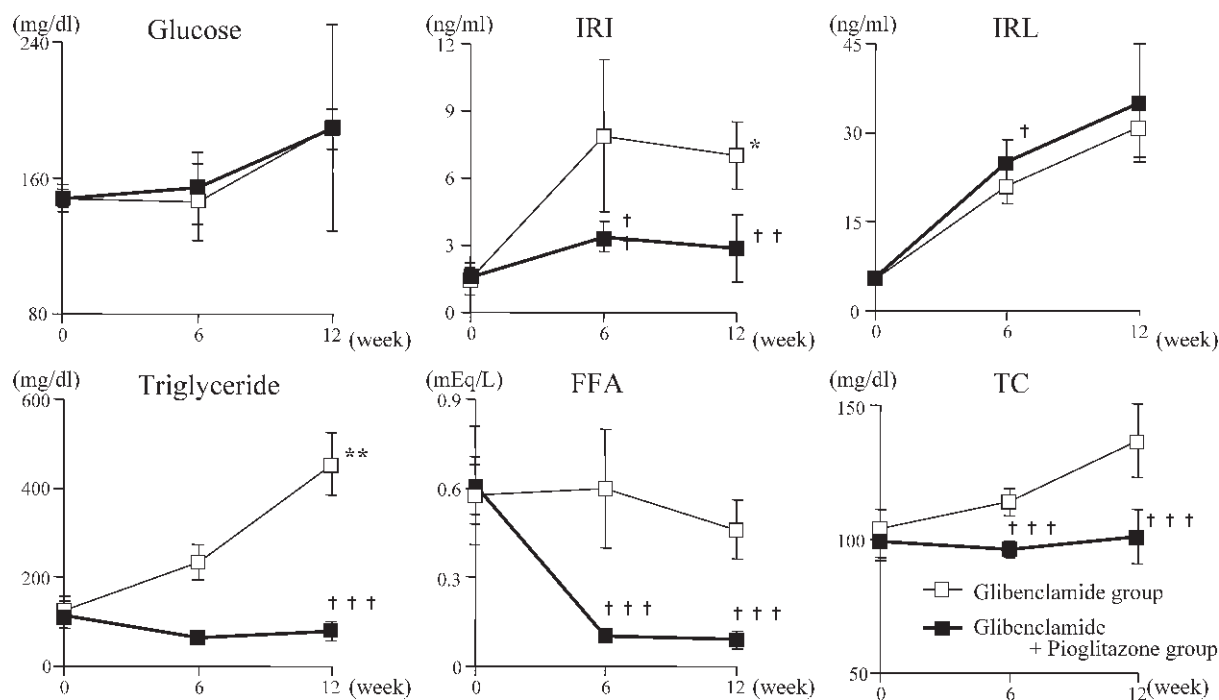 (mg/dl)
Glucose
240
160
80
0
6
12
(week)
(ng/ml)
IRI
12
9
6
3
0
*
†
†
† †
0
6
12
(week)
(ng/ml)
IRL
45
30
15
0
†
0
6
12
(week)
(mg/dl)
Triglyceride
600
400
200
0
**
† † †
0
6
12
(week)
(mEq/L)
FFA
0.9
0.6
0.3
0
† † †
† † †
0
6
12
(week)
(mg/dl)
TC
150
100
50
† † †
† † †
Glibenclamide group
Glibenclamide
+ Pioglitazone group
0
6
12
(week)